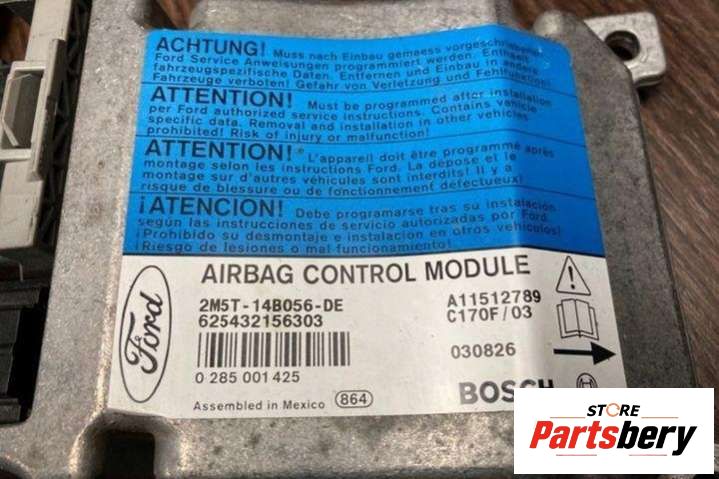 ACHTUNG! Muss nach Einbau gemaess vorgeschriebener
Ford Service Anweisungen programmiert werden. Enthaelt
fahrzeugspezifische Daten. Entfernen und Einbau in andere
Fahrzeuge verboten! Gefahr von Verletzung und Fehlfunktion!
ATTENTION! Must be programmed after installation
per Ford authorized service instructions. Contains vehicle
specific data. Removal and installation in other vehicles
prohibited! Risk of injury or malfunction!
ATTENTION! L'appareil doit être programmé après
montage selon les instructions Ford. La dépose et le
montage sur d'autres véhicules sont interdits! Il y a
risque de blessure ou de fonctionnement defectueux!
¡ATENCION! Debe programarse tras su instalación
según las instrucciones de servicio autorizadas por Ford.
¡Prohibido su desmontaje e instalacion en otros vehículos!
¡Riesgo de lesiones o mal funcionamiento!
AIRBAG CONTROL MODULE
Ford
2M5T-14B056-DE
A11512789
625432156303
C170F/03
030826
0 285 001 425
Assembled in Mexico 864
BOSCH
STORE
Partsbery